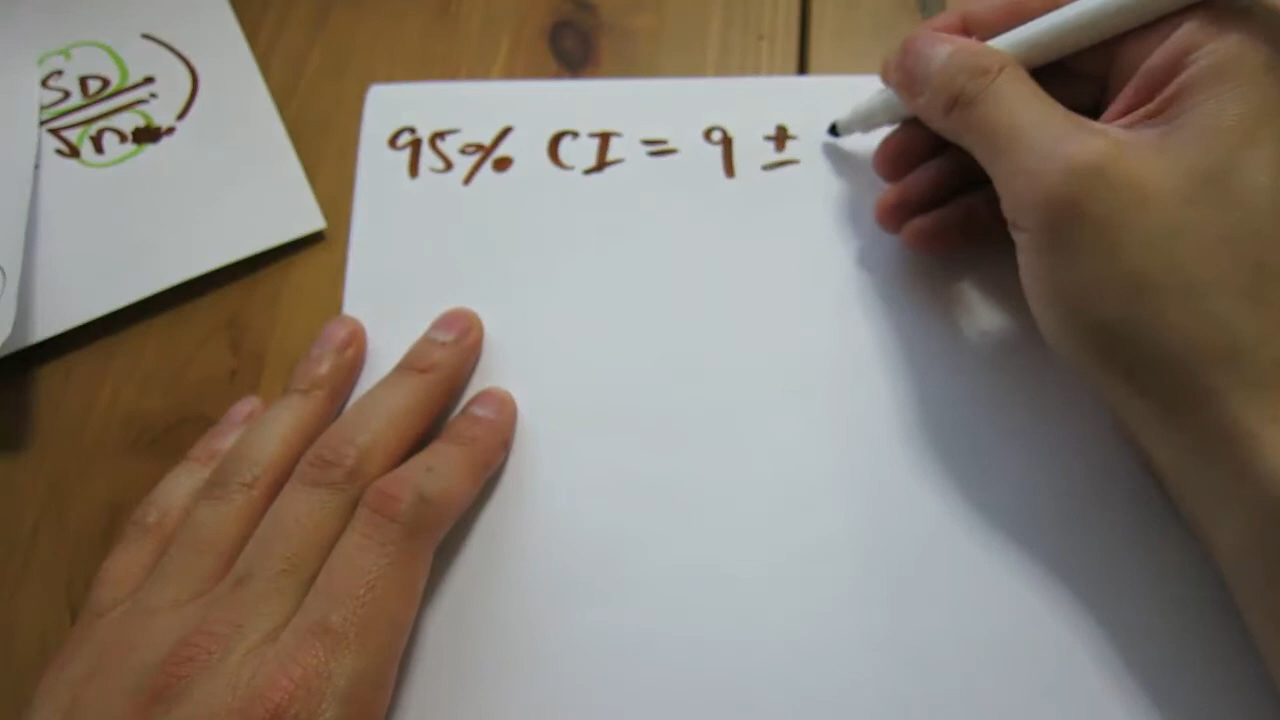 SD
√n
)
95% CI = 9 ±